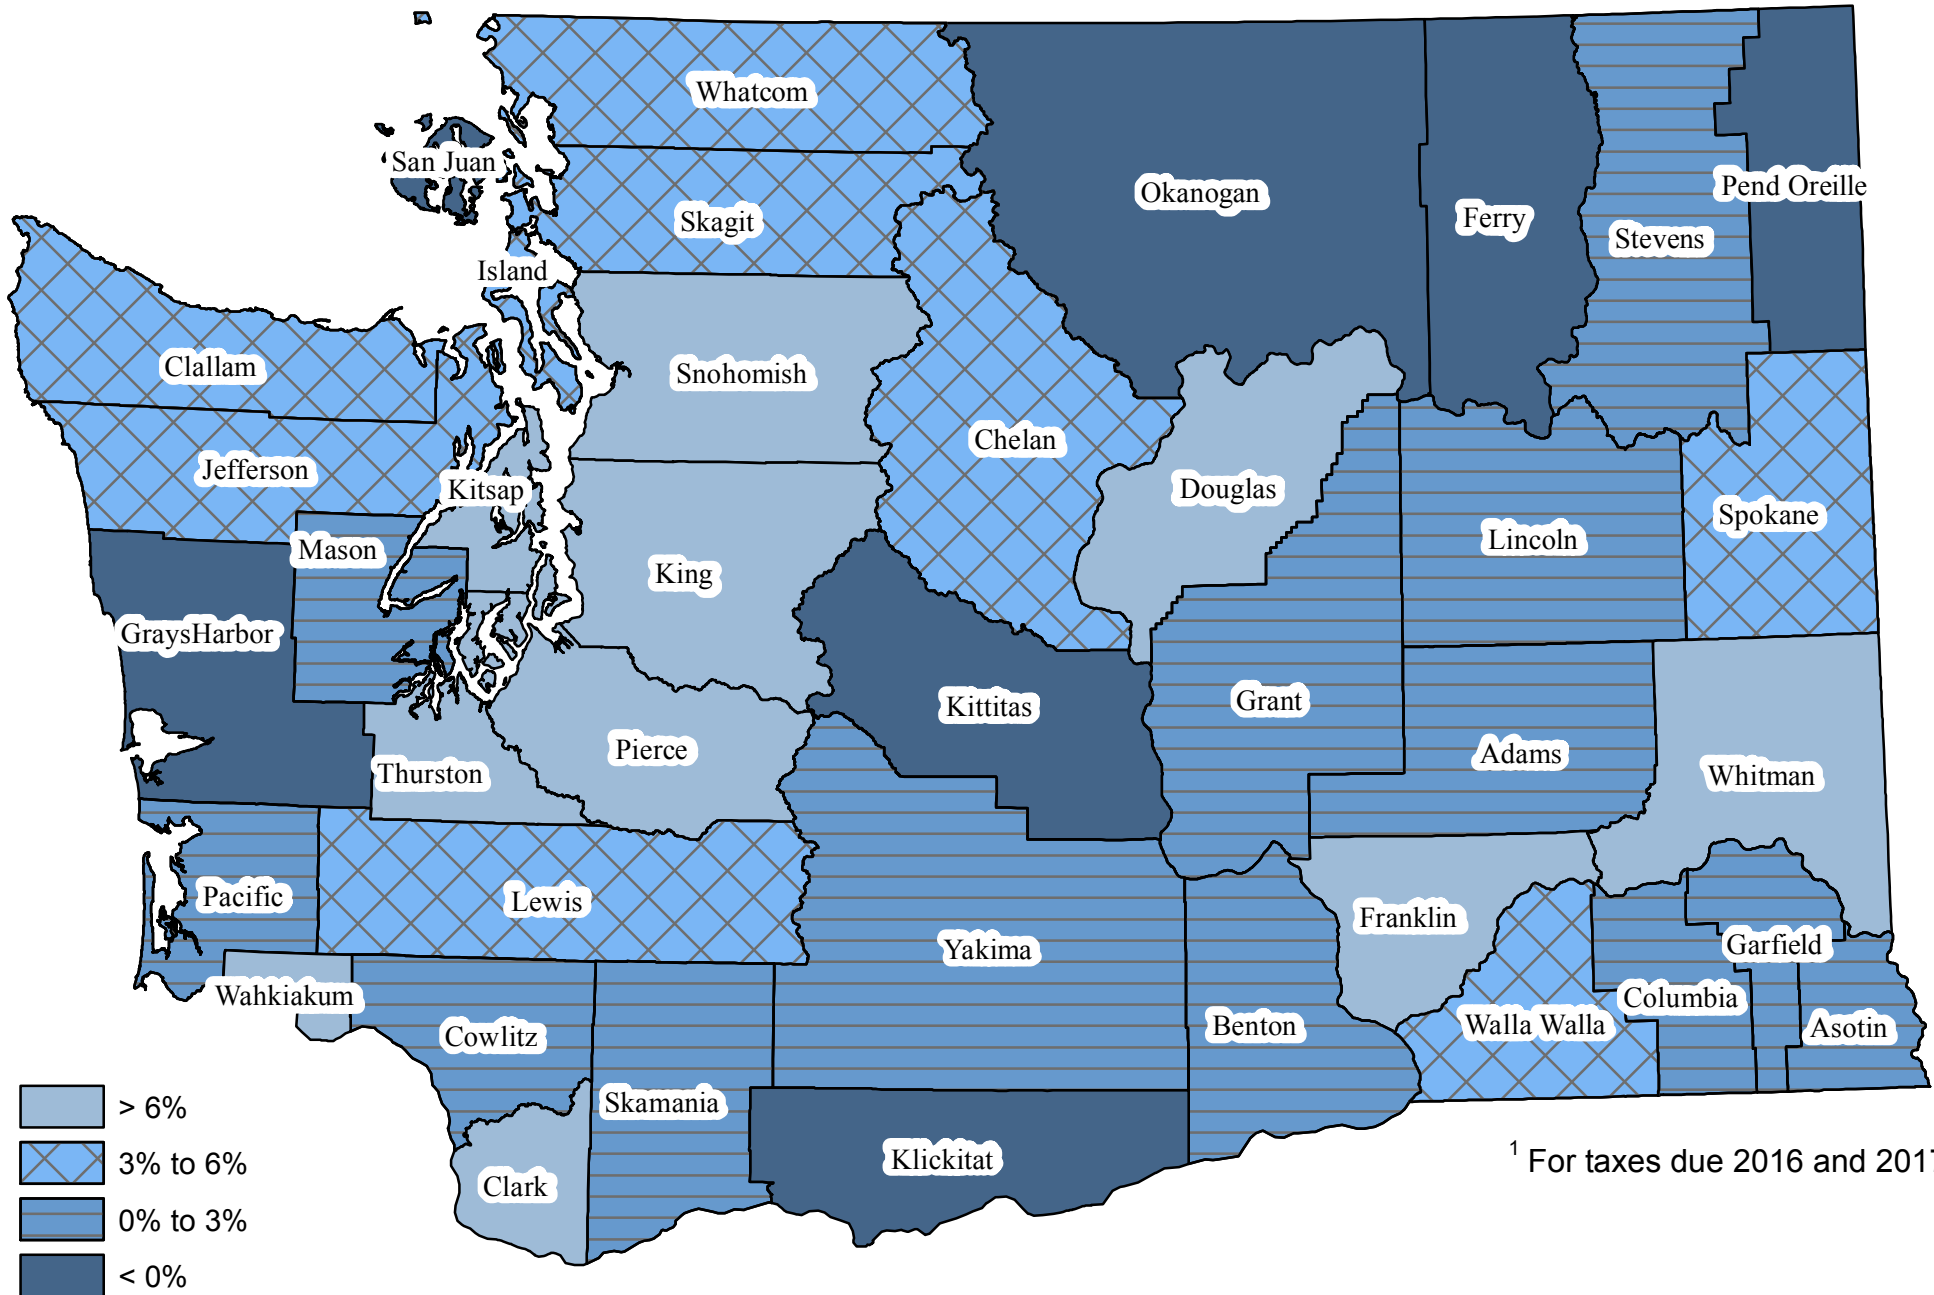 Whatcom
San Juan
Okanogan
Pend Oreille
Ferry
Skagit
Stevens
Island
Clallam
Snohomish
Chelan
Jefferson
Kitsap
Douglas
Spokane
Lincoln
Mason
King
GraysHarbor
Grant
Kittitas
Pierce
Adams
Thurston
Whitman
Pacific
Lewis
Franklin
Garfield
Yakima
Wahkiakum
Columbia
Walla Walla
Benton
Asotin
Cowlitz
Skamania
Klickitat
Clark
> 6%
3% to 6%
0% to 3%
< 0%
1 For taxes due 2016 and 2017